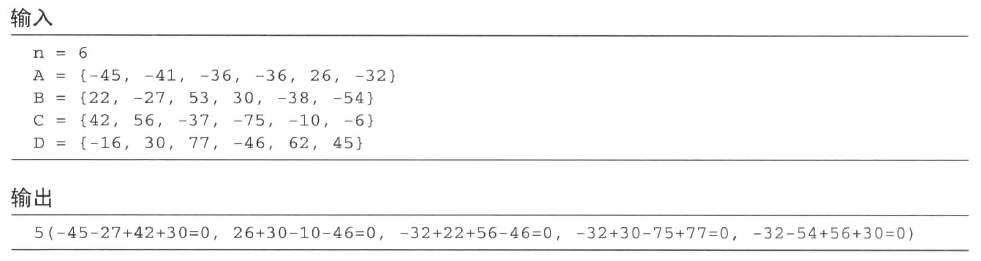 输入
n = 6
A = {-45, -41, -36, -36, 26, -32}
B = {22, -27, 53, 30, -38, -54}
C = {42, 56, -37, -75, -10, -6}
D = {-16, 30, 77, -46, 62, 45}
输出
5(-45-27+42+30=0, 26+30-10-46=0, -32+22+56-46=0, -32+30-75+77=0, -32-54+56+30=0)